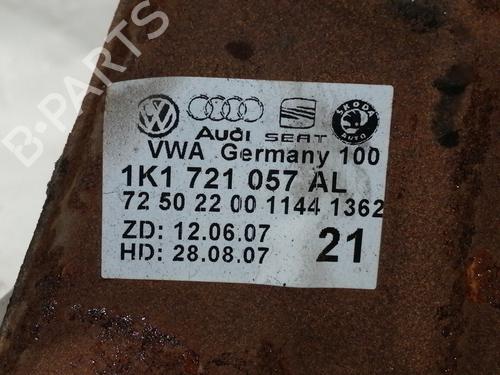 B-PARTS
Audi SEAT ŠKODA
AUTO
VWA Germany 100
1K1 721 057 AL
72 50 22 00 1144 1362
ZD: 12.06.07 21
HD: 28.08.07